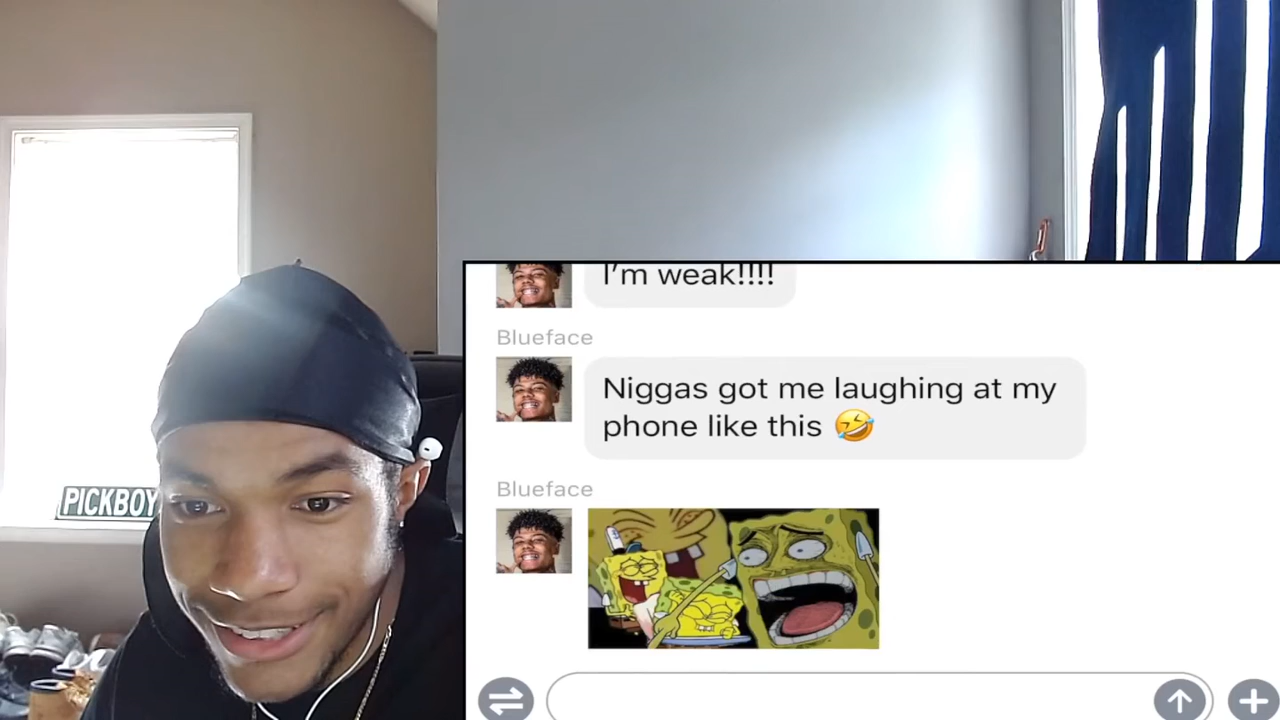 PICKBOY
I'm weak!!!!
Blueface
Niggas got me laughing at my
phone like this 🤣
Blueface